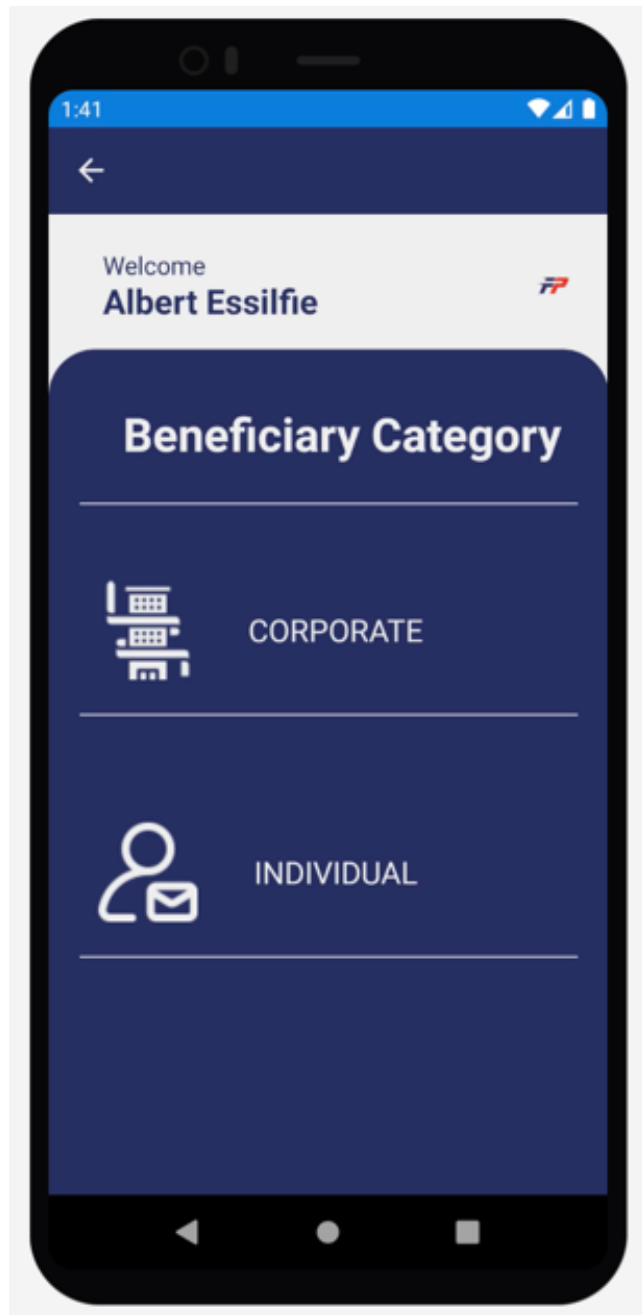 1:41
Welcome
Albert Essilfie
FP
Beneficiary Category
CORPORATE
INDIVIDUAL